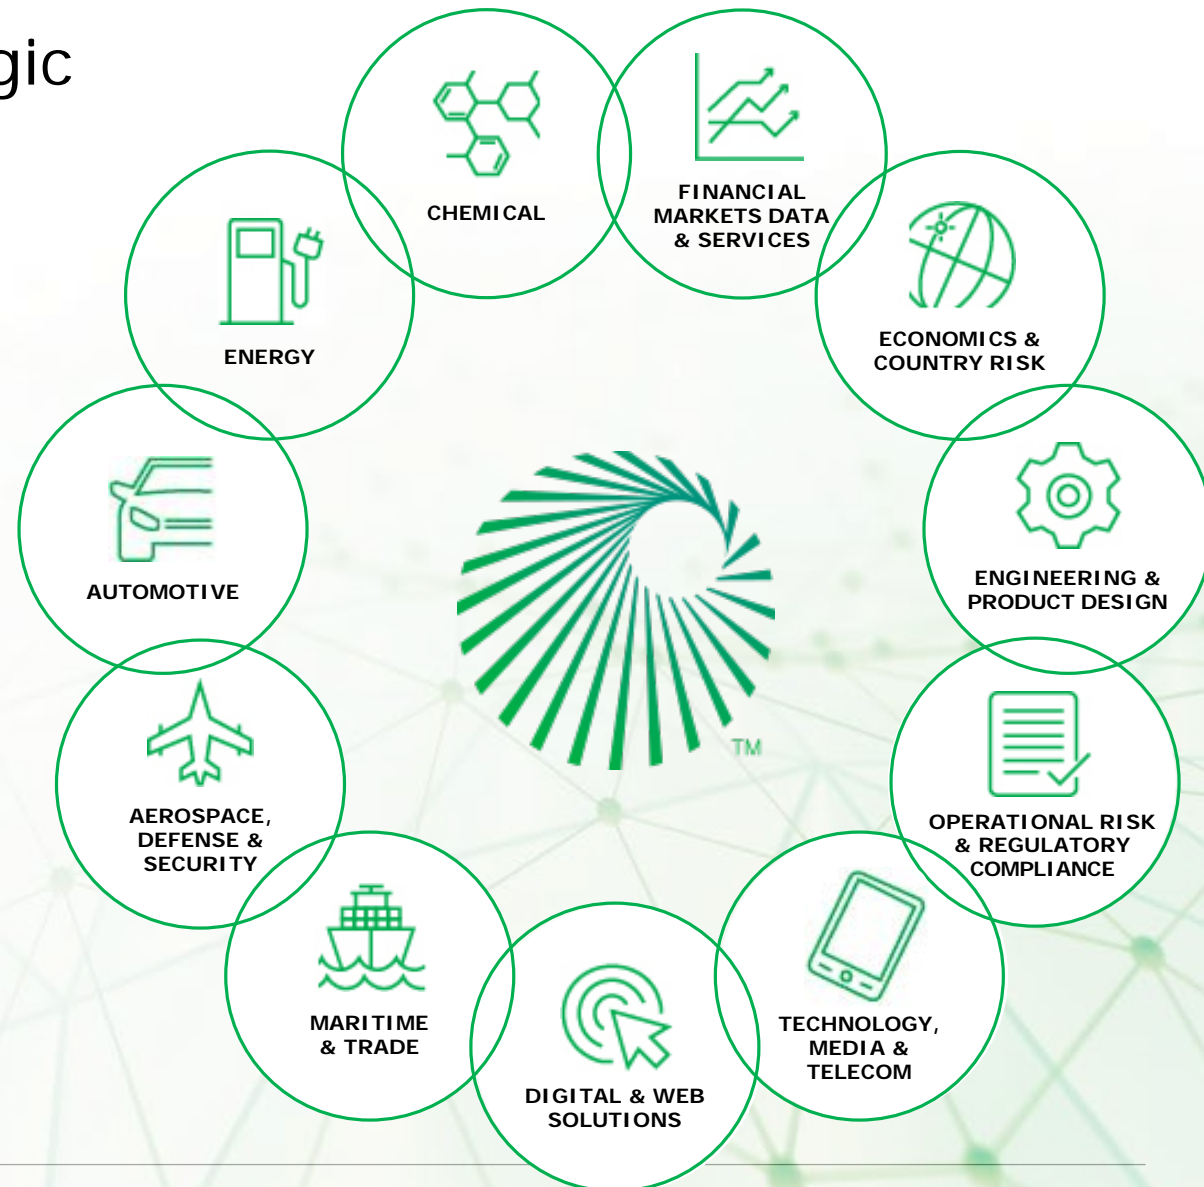 gic
CHEMICAL
FINANCIAL
MARKETS DATA
& SERVICES
ECONOMICS &
COUNTRY RISK
ENERGY
ENGINEERING &
PRODUCT DESIGN
AUTOMOTIVE
OPERATIONAL RISK
& REGULATORY
COMPLIANCE
AEROSPACE,
DEFENSE &
SECURITY
TECHNOLOGY,
MEDIA &
TELECOM
MARITIME
& TRADE
DIGITAL & WEB
SOLUTIONS
TM